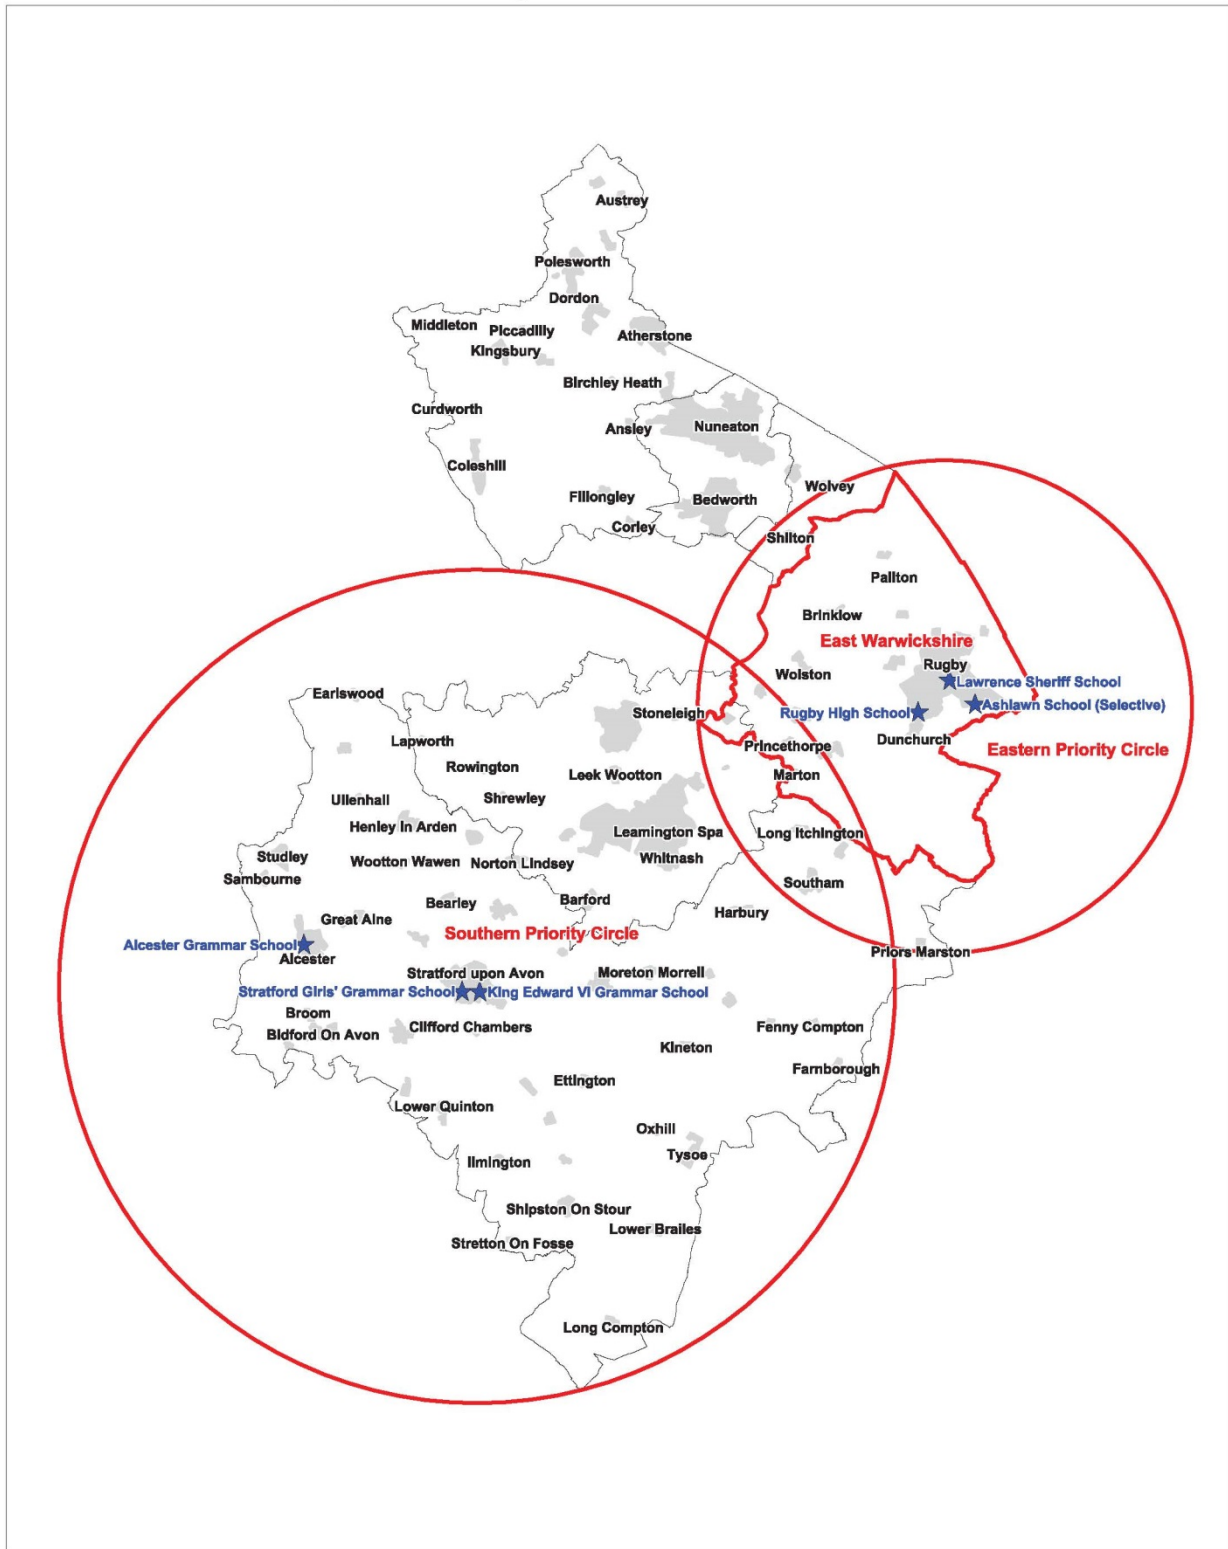 Austrey
Polesworth
Dordon
Middleton
Piccadilly
Atherstone
Kingsbury
Birchley Heath
Curdworth
Ansley
Nuneaton
Coleshill
Wolvey
Fillongley
Bedworth
Corley
Shilton
Pailton
Brinklow
East Warwickshire
Rugby
Wolston
Lawrence Sheriff School
Earlswood
Ashlawn School (Selective)
Stoneleigh
Rugby High School
Lapworth
Princethorpe
Dunchurch
Eastern Priority Circle
Rowington
Leek Wootton
Marton
Ullenhall
Shrewley
Henley In Arden
Leamington Spa
Long Itchington
Studley
Wootton Wawen
Norton Lindsey
Whitnash
Sambourne
Southam
Bearley
Barford
Great Alne
Harbury
Southern Priority Circle
Alcester Grammar School
Alcester
Priors Marston
Stratford upon Avon
Moreton Morrell
Stratford Girls' Grammar School
King Edward VI Grammar School
Broom
Bidford On Avon
Clifford Chambers
Fenny Compton
Kineton
Farnborough
Ettington
Lower Quinton
Oxhill
Tysoe
Ilmington
Shipston On Stour
Lower Brailes
Stretton On Fosse
Long Compton